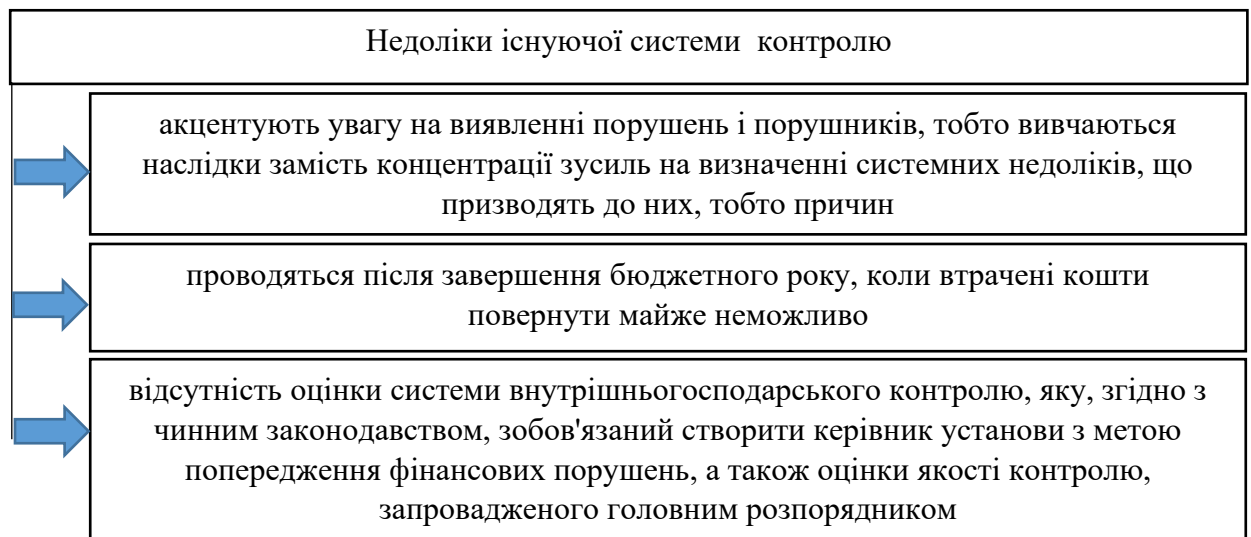 Недоліки існуючої системи контролю
акцентують увагу на виявленні порушень і порушників, тобто вивчаються
наслідки замість концентрації зусиль на визначенні системних недоліків, що
призводять до них, тобто причин
проводяться після завершення бюджетного року, коли втрачені кошти
повернути майже неможливо
відсутність оцінки системи внутрішньогосподарського контролю, яку, згідно з
чинним законодавством, зобов'язаний створити керівник установи з метою
попередження фінансових порушень, а також оцінки якості контролю,
запровадженого головним розпорядником